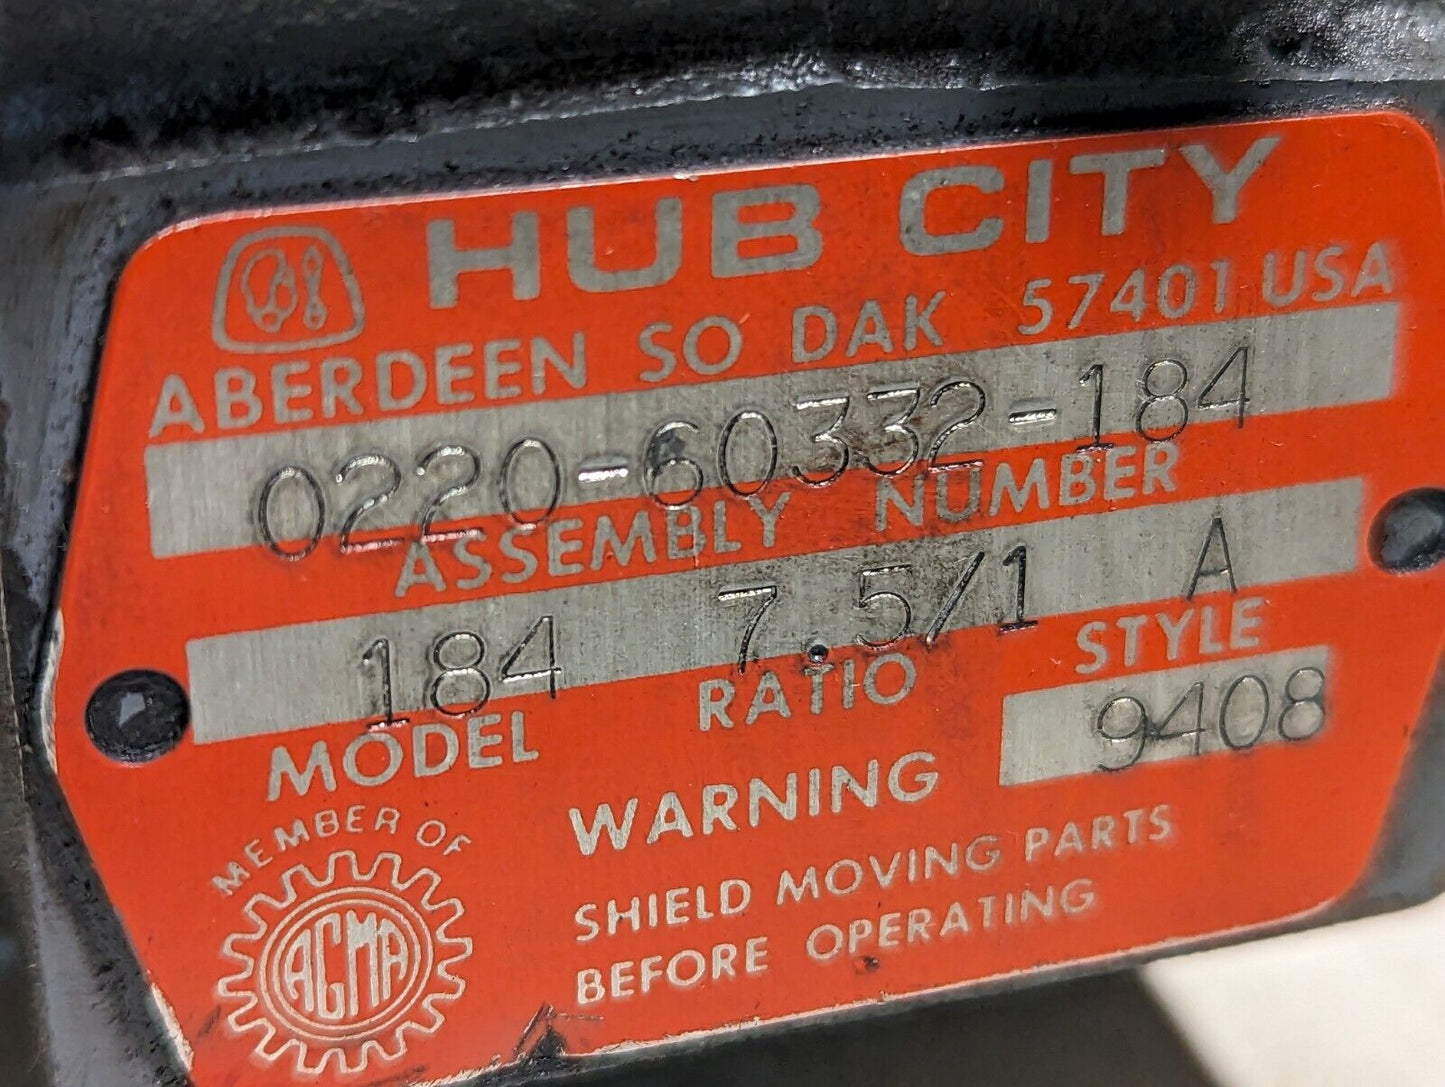 HUB CITY
ABERDEEN SO DAK 57401 USA
0220-60332-184
ASSEMBLY NUMBER
184 7.5/1 A
MODEL RATIO STYLE
9408
WARNING
SHIELD MOVING PARTS
BEFORE OPERATING
MEMBER OF
AGMA